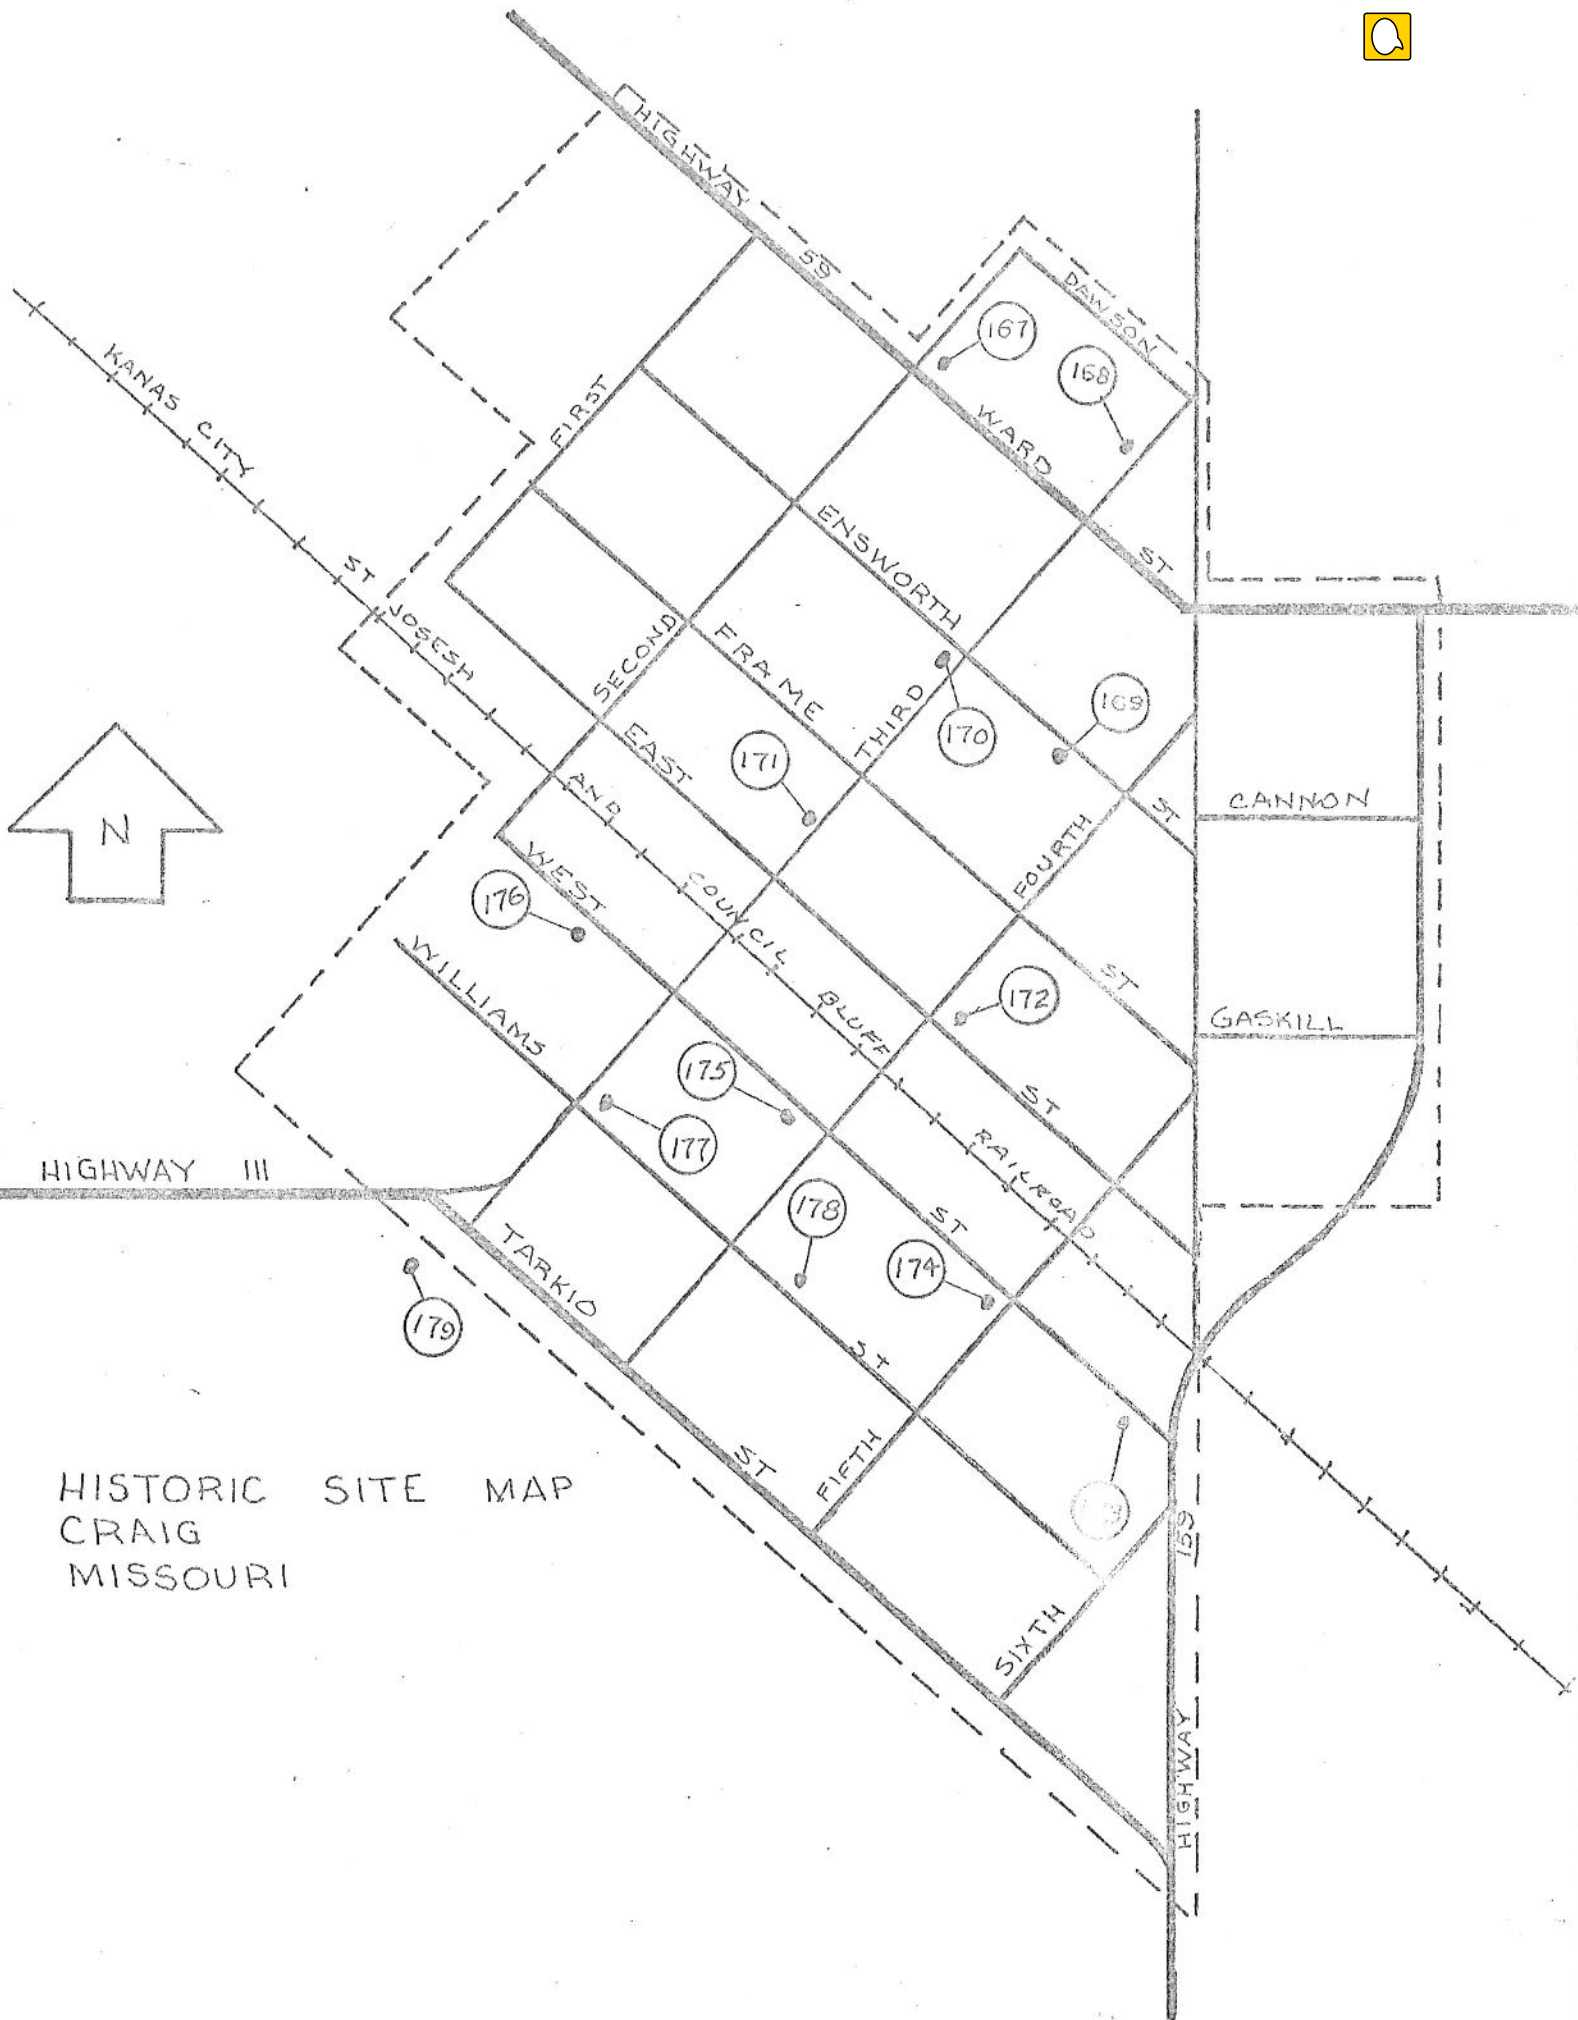 HIGHWAY 59
DAWSON
167
168
KANAS CITY ST JOSESH AND COUNCIL BLUFF RAILROAD
FIRST
WARD ST
ENSWORTH ST
SECOND
FRAME ST
THIRD
170
169
171
EAST ST
FOURTH
CANNON
N
WEST ST
176
172
GASKILL
WILLIAMS ST
175
177
HIGHWAY 111
178
174
TARKIO ST
179
FIFTH
SIXTH
HIGHWAY 159
HISTORIC SITE MAP
CRAIG
MISSOURI